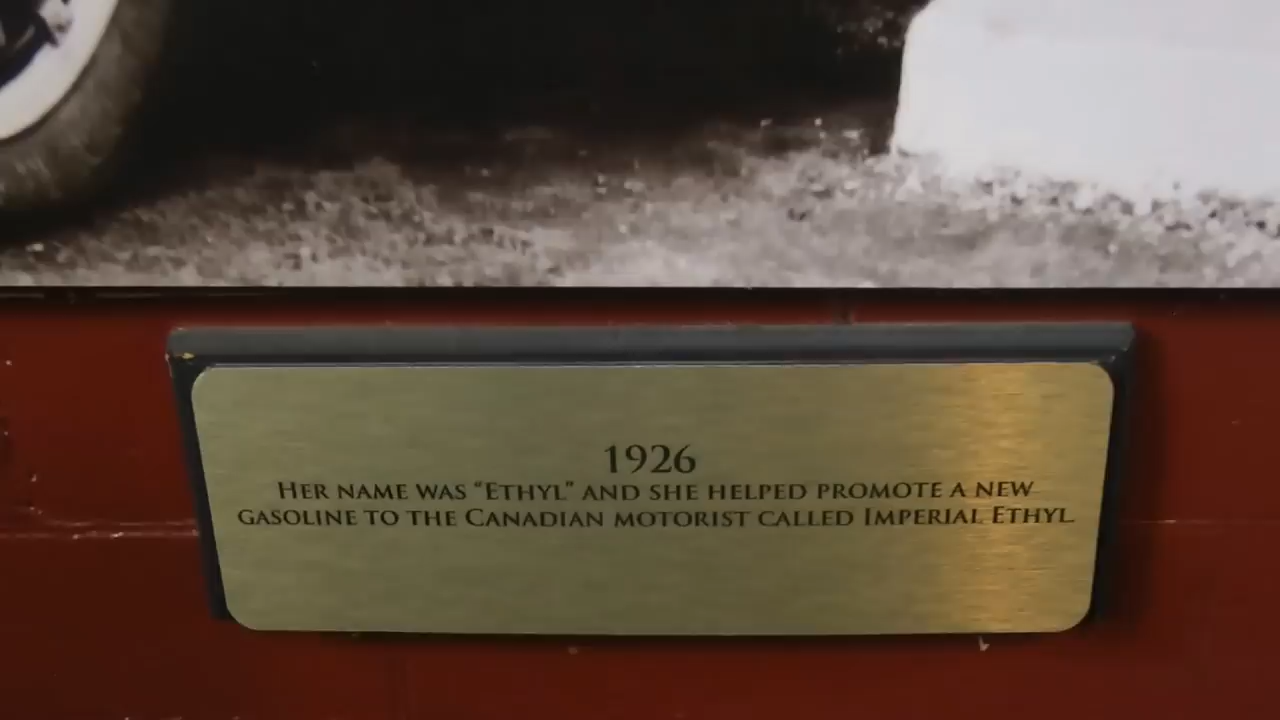 1926
HER NAME WAS “ETHYL” AND SHE HELPED PROMOTE A NEW
GASOLINE TO THE CANADIAN MOTORIST CALLED IMPERIAL ETHYL.